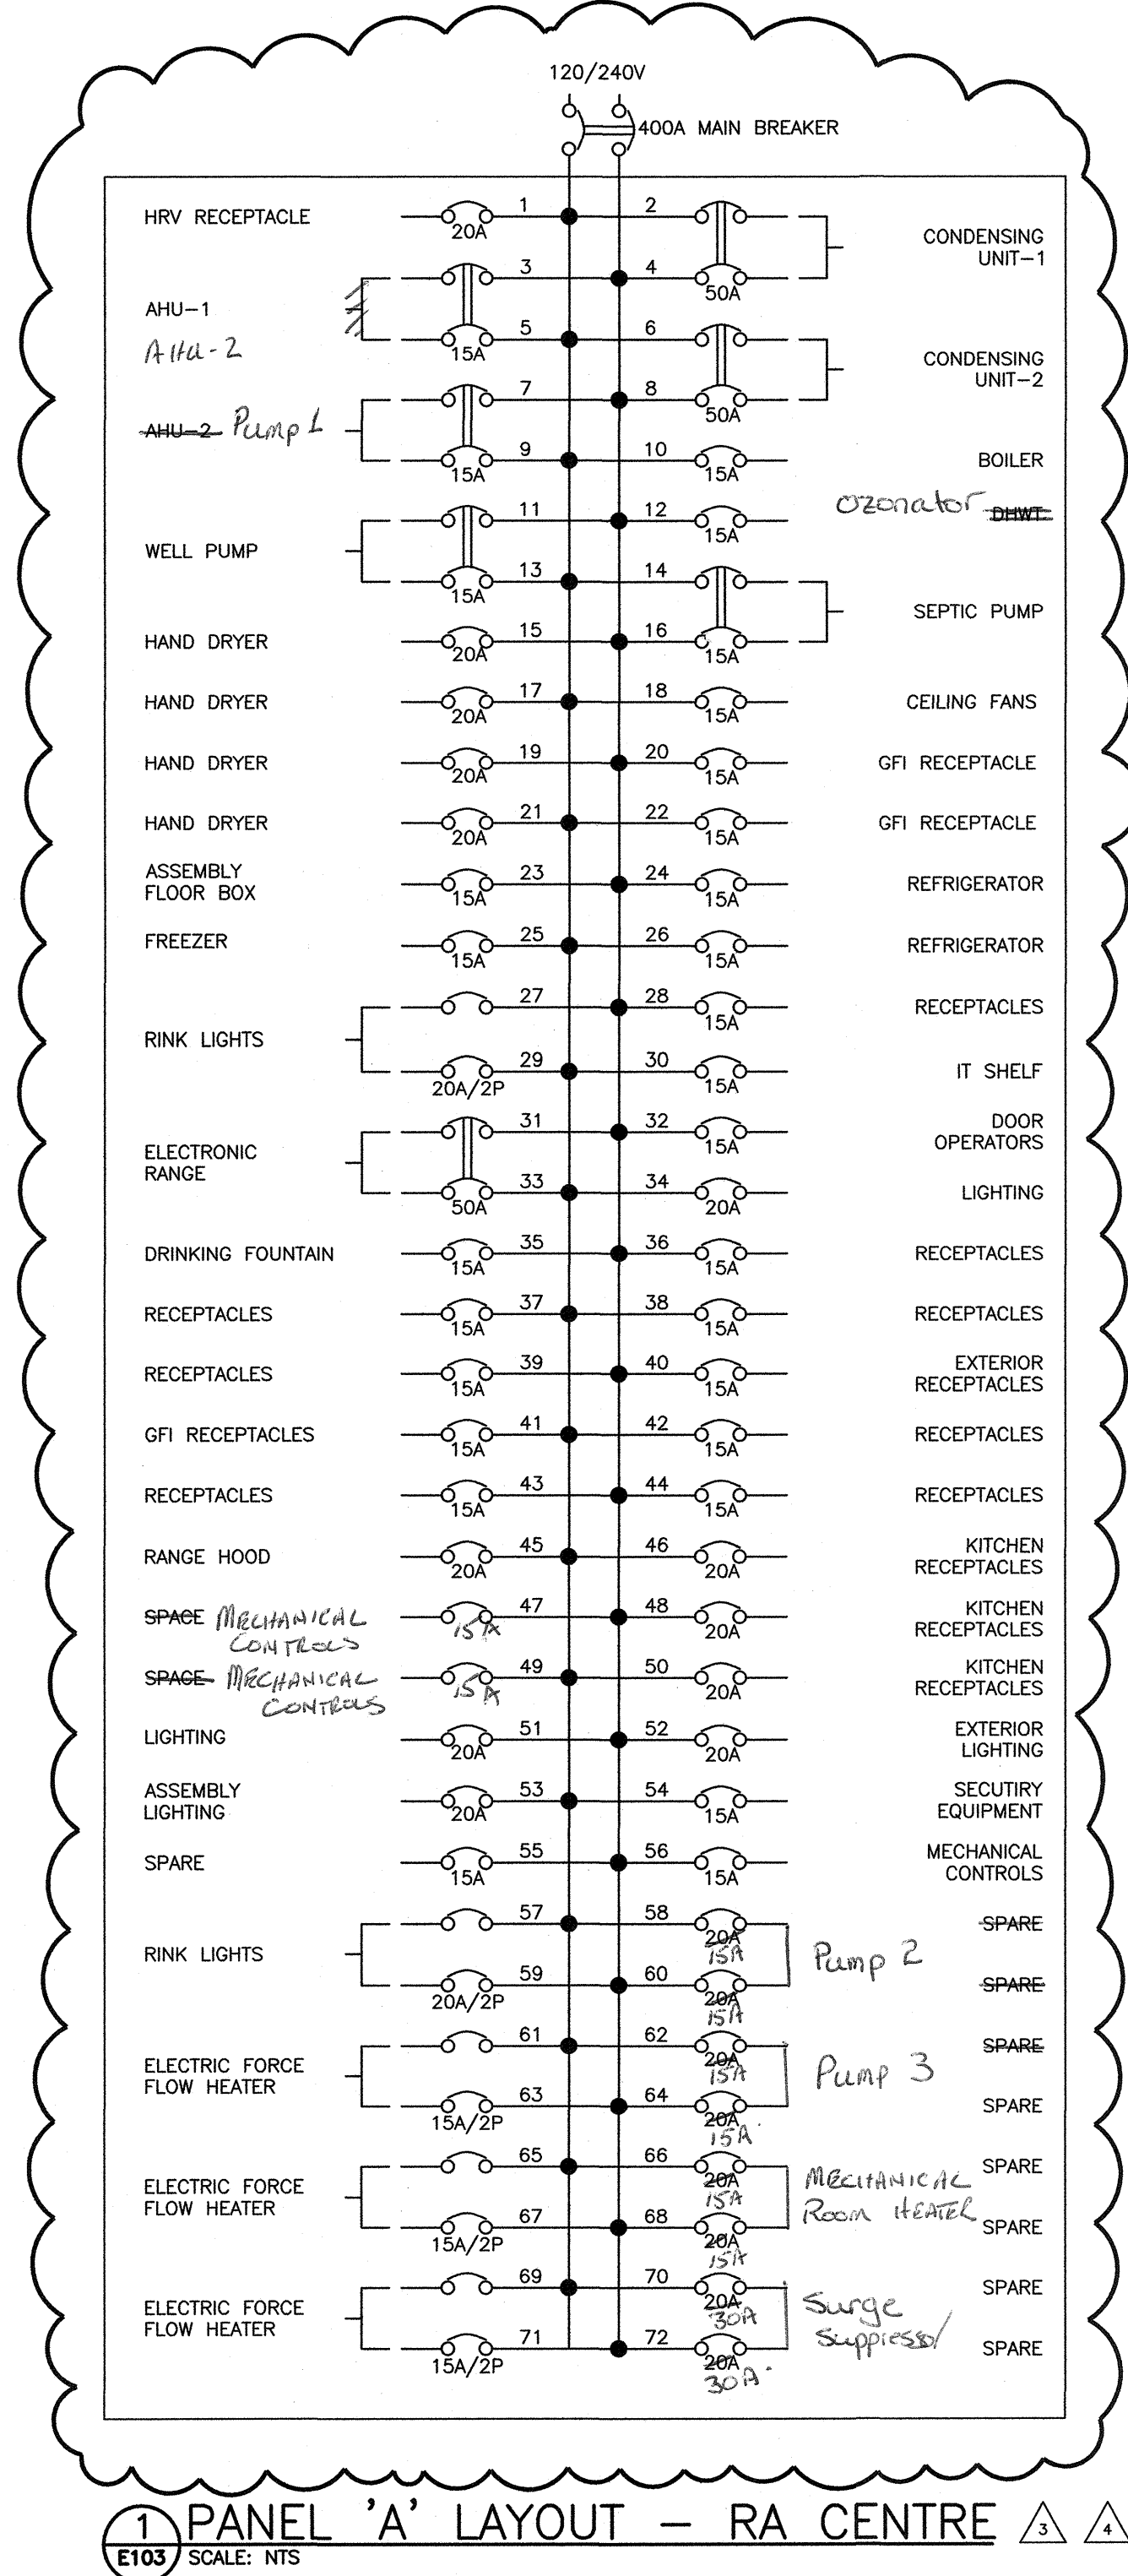 120/240V
400A MAIN BREAKER
HRV RECEPTACLE 20A 1 2
CONDENSING
UNIT-1
3 4 50A
AHU-1
AHU-2
15A 5 6
CONDENSING
UNIT-2
7 8 50A
AHU-2 Pump 1
15A 9 10 15A BOILER
11 12 15A Ozonator DHWT
WELL PUMP
15A 13 14
SEPTIC PUMP
HAND DRYER 20A 15 16 15A
HAND DRYER 20A 17 18 15A CEILING FANS
HAND DRYER 20A 19 20 15A GFI RECEPTACLE
HAND DRYER 20A 21 22 15A GFI RECEPTACLE
ASSEMBLY
FLOOR BOX 15A 23 24 15A REFRIGERATOR
FREEZER 15A 25 26 15A REFRIGERATOR
27 28 15A RECEPTACLES
RINK LIGHTS
20A/2P 29 30 15A IT SHELF
31 32 15A DOOR
OPERATORS
ELECTRONIC
RANGE
50A 33 34 20A LIGHTING
DRINKING FOUNTAIN 15A 35 36 15A RECEPTACLES
RECEPTACLES 15A 37 38 15A RECEPTACLES
RECEPTACLES 15A 39 40 15A EXTERIOR
RECEPTACLES
GFI RECEPTACLES 15A 41 42 15A RECEPTACLES
RECEPTACLES 15A 43 44 15A RECEPTACLES
RANGE HOOD 20A 45 46 20A KITCHEN
RECEPTACLES
SPACE MECHANICAL
CONTROLS 15A 47 48 20A KITCHEN
RECEPTACLES
SPACE MECHANICAL
CONTROLS 15A 49 50 20A KITCHEN
RECEPTACLES
LIGHTING 20A 51 52 20A EXTERIOR
LIGHTING
ASSEMBLY
LIGHTING 20A 53 54 15A SECUTIRY
EQUIPMENT
SPARE 15A 55 56 15A MECHANICAL
CONTROLS
57 58 20A 15A SPARE
RINK LIGHTS Pump 2
20A/2P 59 60 20A 15A SPARE
61 62 20A 15A SPARE
ELECTRIC FORCE
FLOW HEATER Pump 3
15A/2P 63 64 20A 15A SPARE
65 66 20A 15A SPARE
ELECTRIC FORCE
FLOW HEATER
MECHANICAL
ROOM HEATER
15A/2P 67 68 20A 15A SPARE
69 70 20A 30A SPARE
ELECTRIC FORCE
FLOW HEATER
Surge
Suppressor
15A/2P 71 72 20A 30A SPARE
1
E103
PANEL 'A' LAYOUT - RA CENTRE
SCALE: NTS
3 4